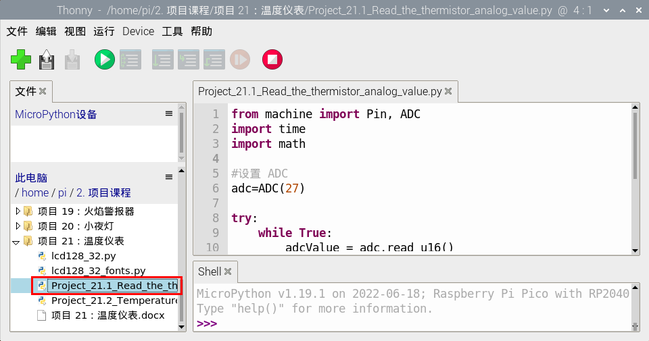 Thonny - /home/pi/2. 项目课程/项目 21：温度仪表/Project_21.1_Read_the_thermistor_analog_value.py @ 4 : 1
文件 编辑 视图 运行 Device 工具 帮助
文件
MicroPython设备
此电脑
/ home / pi / 2. 项目课程
项目 19：火焰警报器
项目 20：小夜灯
项目 21：温度仪表
lcd128_32.py
lcd128_32_fonts.py
Project_21.1_Read_the_th
Project_21.2_Temperature
项目 21：温度仪表.docx
Project_21.1_Read_the_thermistor_analog_value.py
1 from machine import Pin, ADC
2 import time
3 import math
4
5 #设置 ADC
6 adc=ADC(27)
7
8 try:
9 while True:
10 adcValue = adc.read_u16()
Shell
MicroPython v1.19.1 on 2022-06-18; Raspberry Pi Pico with RP2040
Type "help()" for more information.
>>>